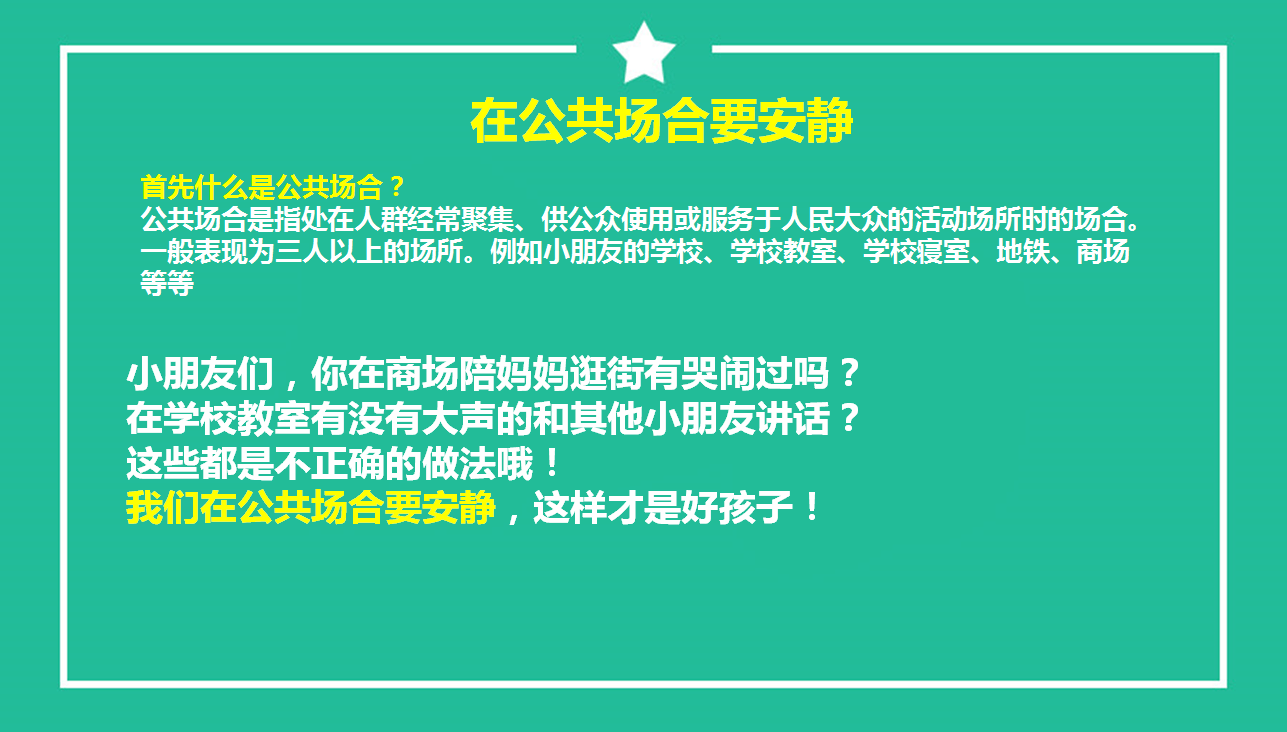 在公共场合要安静
首先什么是公共场合？
公共场合是指处在人群经常聚集、供公众使用或服务于人民大众的活动场所时的场合。
一般表现为三人以上的场所。例如小朋友的学校、学校教室、学校寝室、地铁、商场
等等
小朋友们，你在商场陪妈妈逛街有哭闹过吗？
在学校教室有没有大声的和其他小朋友讲话？
这些都是不正确的做法哦！
我们在公共场合要安静，这样才是好孩子！